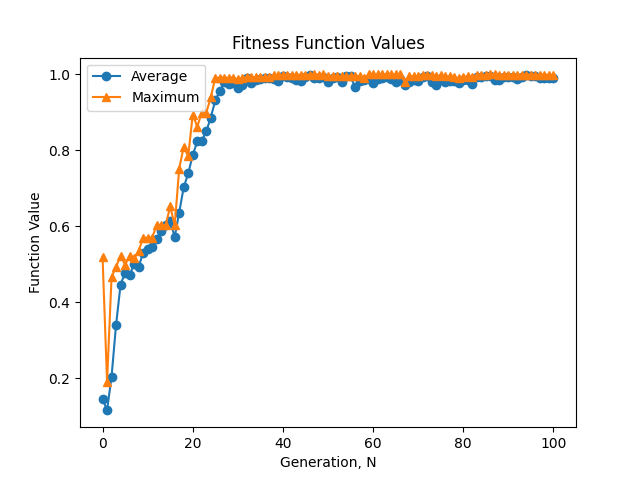 Fitness Function Values
Average
Maximum
Function Value
1.0
0.8
0.6
0.4
0.2
0 20 40 60 80 100
Generation, N